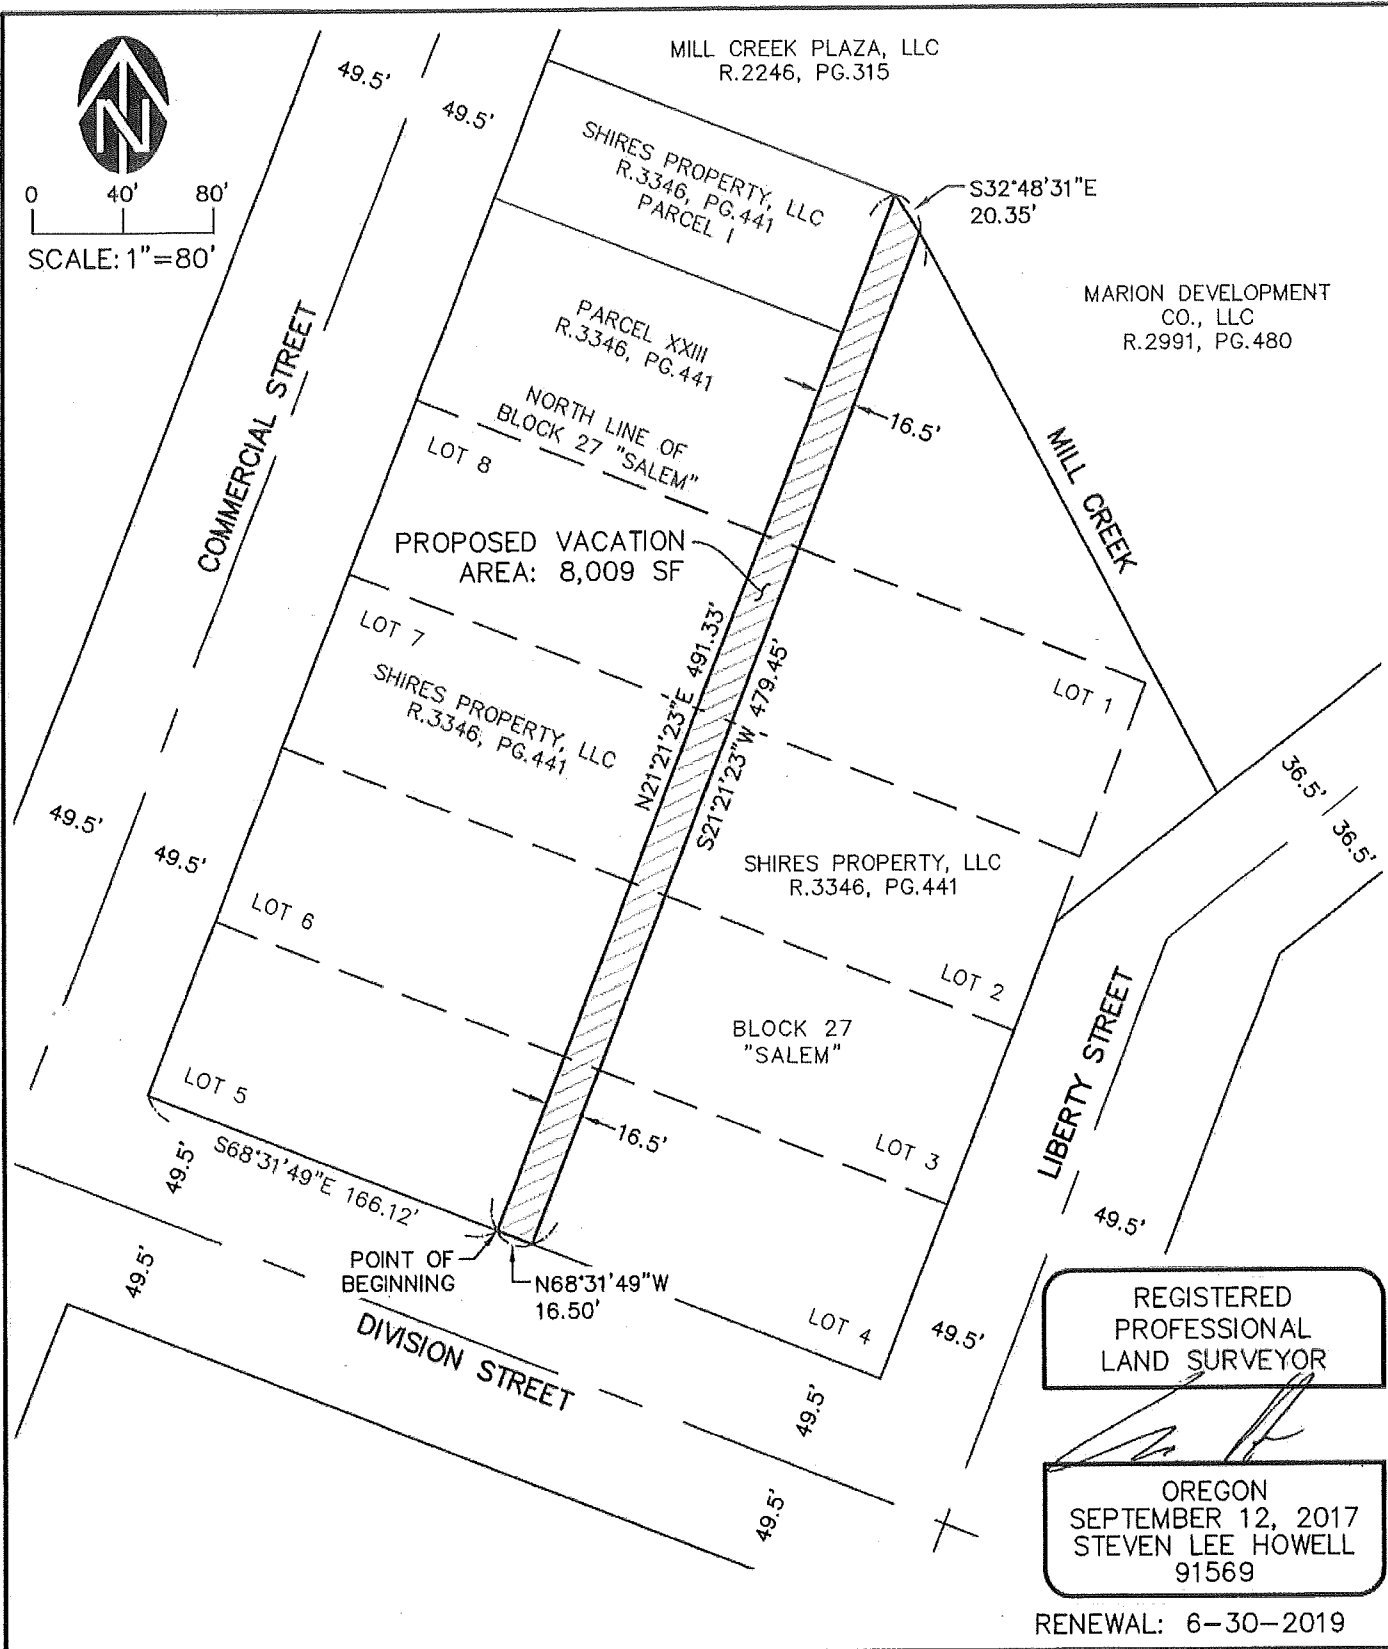 MILL CREEK PLAZA, LLC
R.2246, PG.315
49.5'
49.5'
N
0 40' 80'
SCALE: 1"=80'
SHIRES PROPERTY, LLC
R.3346, PG.441
PARCEL I
S32°48'31"E
20.35'
MARION DEVELOPMENT
CO., LLC
R.2991, PG.480
PARCEL XXIII
R.3346, PG.441
COMMERCIAL STREET
NORTH LINE OF
BLOCK 27 "SALEM"
16.5'
MILL CREEK
LOT 8
PROPOSED VACATION
AREA: 8,009 SF
LOT 7
N21°21'23"E 491.33'
S21°21'23"W 479.45'
LOT 1
SHIRES PROPERTY, LLC
R.3346, PG.441
36.5'
36.5'
49.5'
49.5'
SHIRES PROPERTY, LLC
R.3346, PG.441
LOT 6
LOT 2
BLOCK 27
"SALEM"
LIBERTY STREET
LOT 5
16.5'
LOT 3
49.5'
S68°31'49"E 166.12'
49.5'
49.5'
POINT OF
BEGINNING
N68°31'49"W
16.50'
LOT 4
49.5'
DIVISION STREET
49.5'
49.5'
REGISTERED
PROFESSIONAL
LAND SURVEYOR
OREGON
SEPTEMBER 12, 2017
STEVEN LEE HOWELL
91569
RENEWAL: 6-30-2019